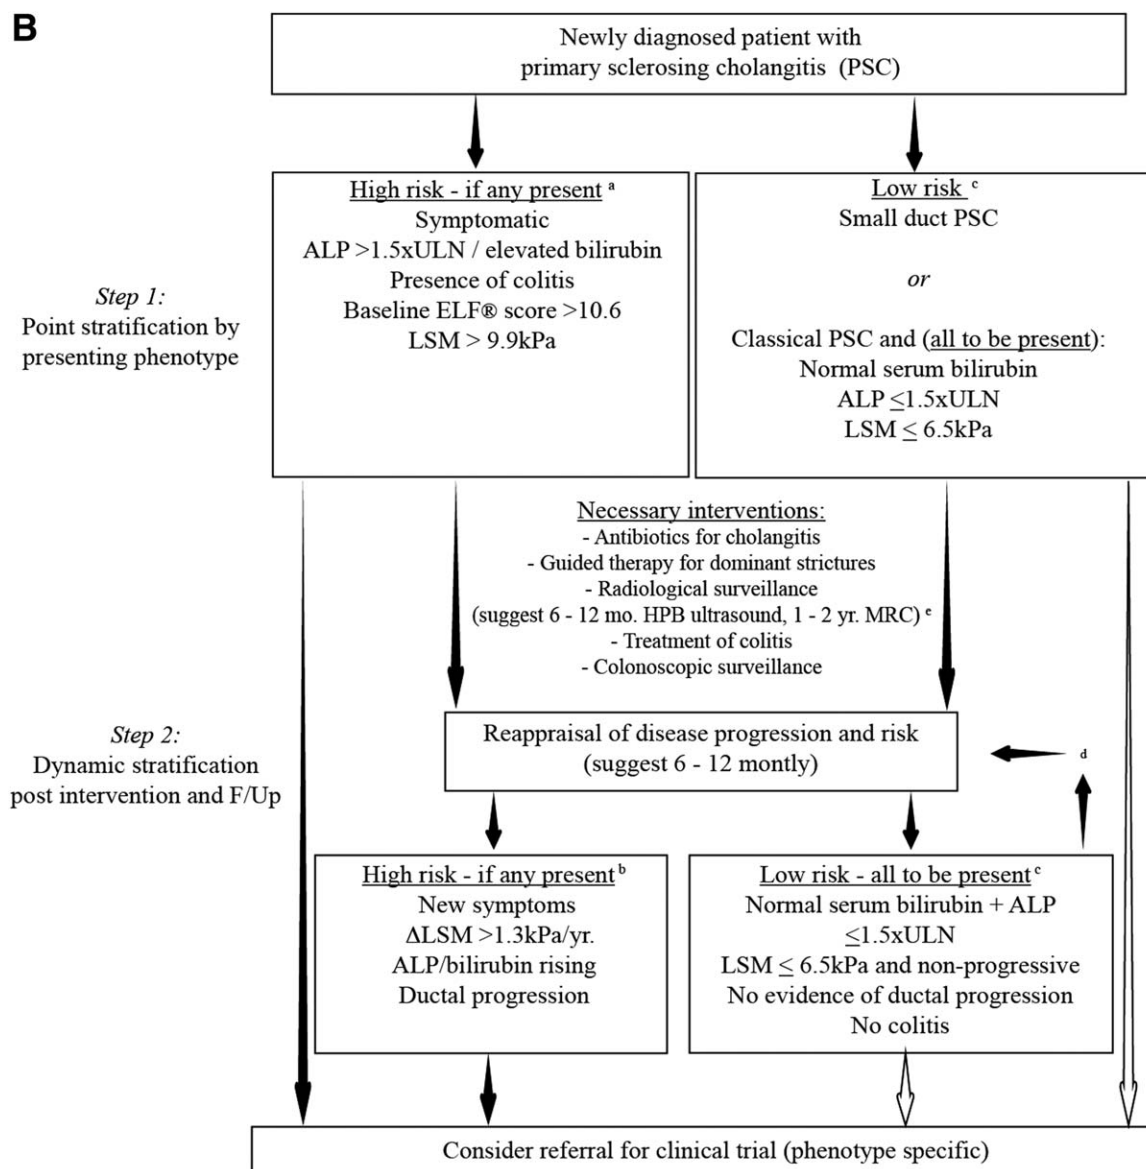 B
Newly diagnosed patient with
primary sclerosing cholangitis (PSC)
Step 1:
Point stratification by
presenting phenotype
High risk - if any present a
Symptomatic
ALP >1.5xULN / elevated bilirubin
Presence of colitis
Baseline ELF® score >10.6
LSM > 9.9kPa
Low risk c
Small duct PSC
or
Classical PSC and (all to be present):
Normal serum bilirubin
ALP ≤1.5xULN
LSM ≤ 6.5kPa
Necessary interventions:
- Antibiotics for cholangitis
- Guided therapy for dominant strictures
- Radiological surveillance
(suggest 6 - 12 mo. HPB ultrasound, 1 - 2 yr. MRC) e
- Treatment of colitis
- Colonoscopic surveillance
Step 2:
Dynamic stratification
post intervention and F/Up
Reappraisal of disease progression and risk
(suggest 6 - 12 montly)
d
High risk - if any present b
New symptoms
ΔLSM >1.3kPa/yr.
ALP/bilirubin rising
Ductal progression
Low risk - all to be present c
Normal serum bilirubin + ALP
≤1.5xULN
LSM ≤ 6.5kPa and non-progressive
No evidence of ductal progression
No colitis
Consider referral for clinical trial (phenotype specific)